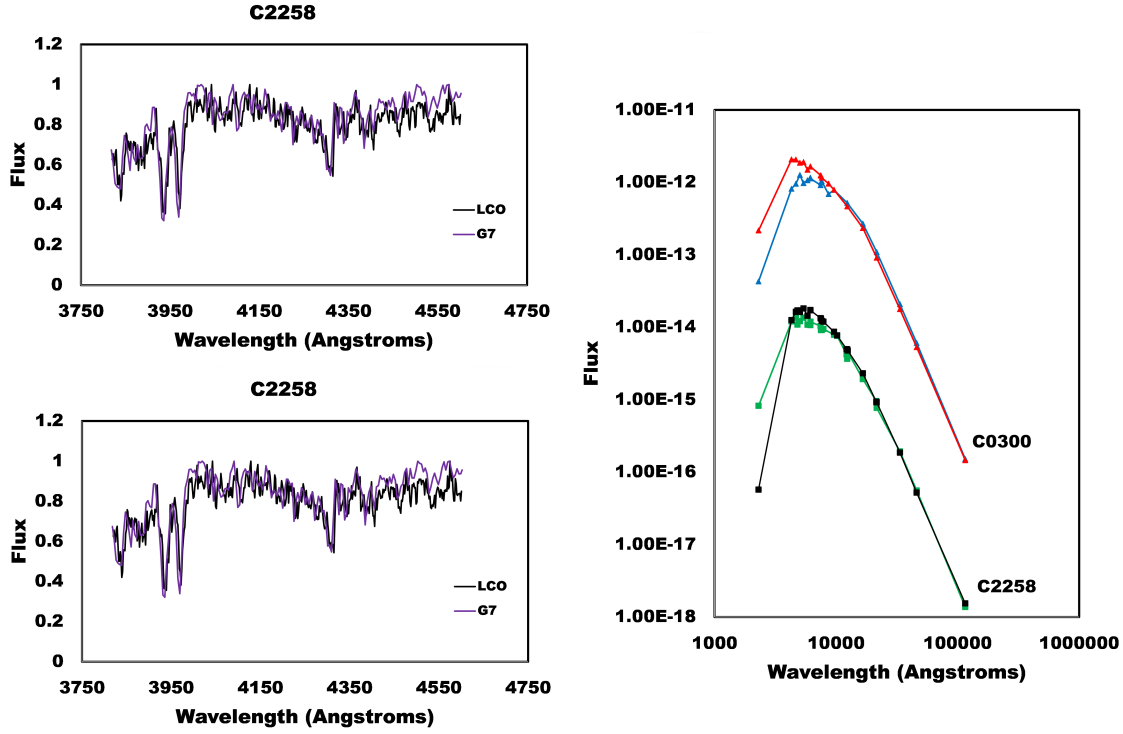 C2258
1.2
1
0.8
0.6
0.4
0.2
0
Flux
LCO
G7
3750 3950 4150 4350 4550 4750
Wavelength (Angstroms)
C2258
1.2
1
0.8
0.6
0.4
0.2
0
Flux
LCO
G7
3750 3950 4150 4350 4550 4750
Wavelength (Angstroms)
1.00E-11
1.00E-12
1.00E-13
1.00E-14
1.00E-15
1.00E-16
1.00E-17
1.00E-18
Flux
C0300
C2258
1000 10000 100000 1000000
Wavelength (Angstroms)